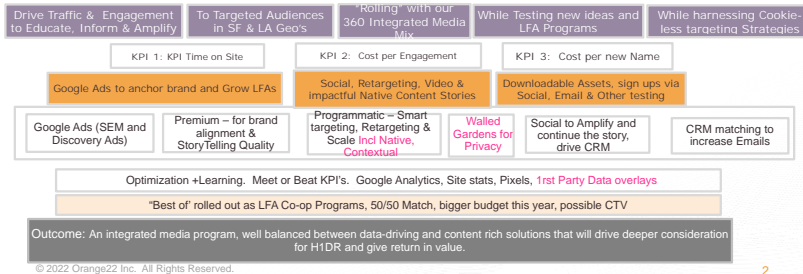 Drive Traffic & Engagement
to Educate, Inform & Amplify
To Targeted Audiences
in SF & LA Geo's
"Rolling" with our
360 Integrated Media
Mix
While Testing new ideas and
LFA Programs
While harnessing Cookie-
less targeting Strategies
KPI 1: KPI Time on Site
KPI 2: Cost per Engagement
KPI 3: Cost per new Name
Google Ads to anchor brand and Grow LFAs
Social, Retargeting, Video &
impactful Native Content Stories
Downloadable Assets, sign ups via
Social, Email & Other testing
Google Ads (SEM and
Discovery Ads)
Premium – for brand
alignment &
StoryTelling Quality
Programmatic – Smart
targeting, Retargeting &
Scale Incl Native,
Contextual
Walled
Gardens for
Privacy
Social to Amplify and
continue the story,
drive CRM
CRM matching to
increase Emails
Optimization +Learning. Meet or Beat KPI's. Google Analytics, Site stats, Pixels, 1rst Party Data overlays
"Best of' rolled out as LFA Co-op Programs, 50/50 Match, bigger budget this year, possible CTV
Outcome: An integrated media program, well balanced between data-driving and content rich solutions that will drive deeper consideration
for H1DR and give return in value.
© 2022 Orange22 Inc. All Rights Reserved.
2